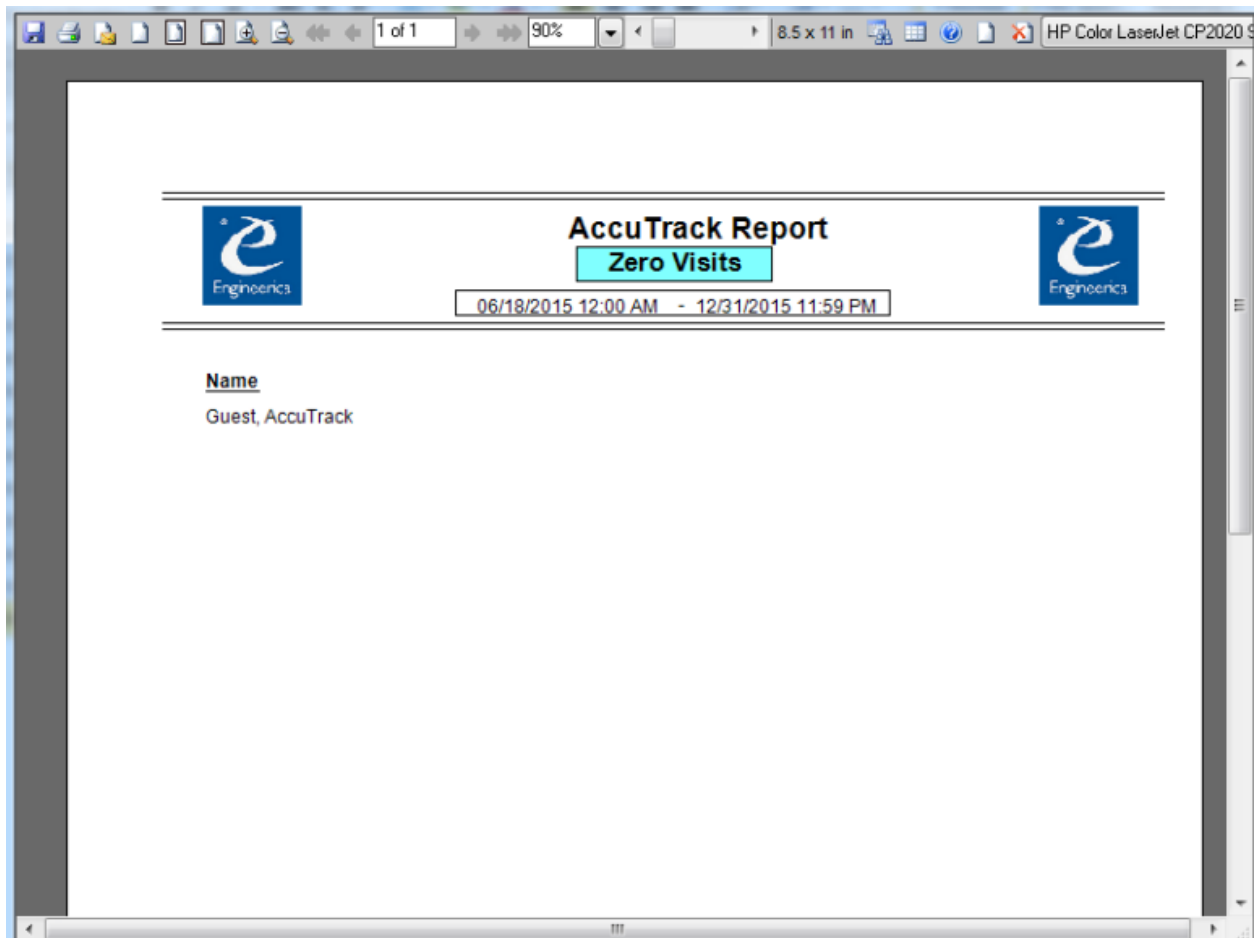 1 of 1 90% 8.5 x 11 in HP Color LaserJet CP2020 S
AccuTrack Report
Zero Visits
Engineerica Engineerica
06/18/2015 12:00 AM - 12/31/2015 11:59 PM
Name
Guest, AccuTrack